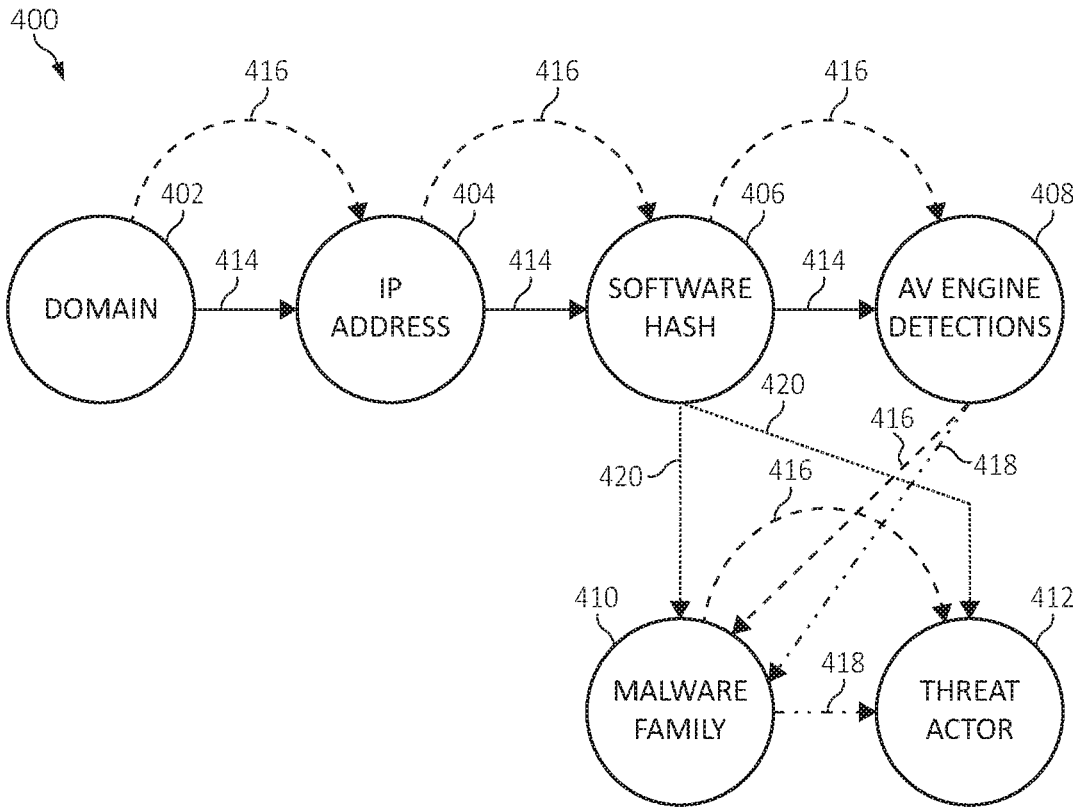 400
416
416
416
402
404
406
408
414
414
414
DOMAIN
IP
ADDRESS
SOFTWARE
HASH
AV ENGINE
DETECTIONS
420
416
418
420
416
410
412
418
MALWARE
FAMILY
THREAT
ACTOR